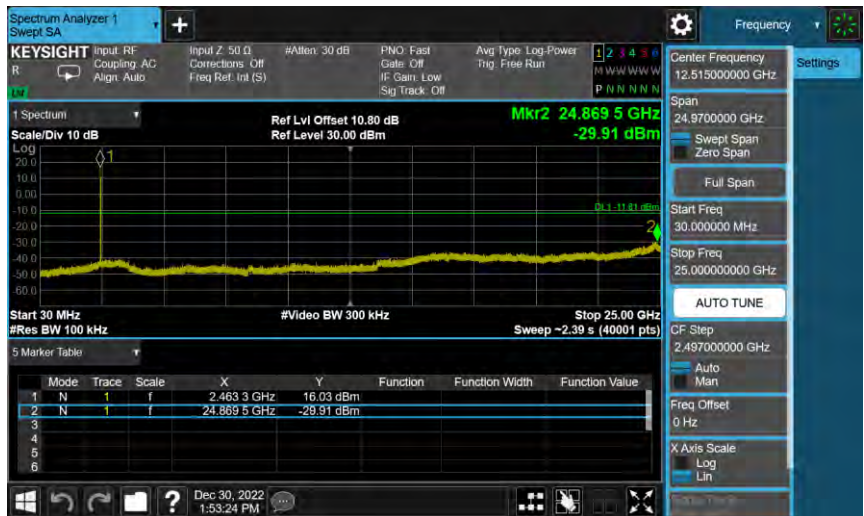 Spectrum Analyzer 1
Swept SA
+
Frequency
KEYSIGHT Input: RF Input Z: 50 Ω #Atten: 30 dB PNO: Fast Avg Type: Log-Power 1 2 3 4 5 6
R Coupling: AC Corrections: Off Gate: Off Trig: Free Run M W W W W W
Align: Auto Freq Ref: Int (S) IF Gain: Low
Sig Track: Off P N N N N N
1 Spectrum
Ref Lvl Offset 10.80 dB
Mkr2 24.869 5 GHz
Scale/Div 10 dB
Ref Level 30.00 dBm
-29.91 dBm
Log
1
20.0
10.0
0.00
DL1 -11.81 dBm
-10.0
2
-20.0
-30.0
-40.0
-50.0
-60.0
Start 30 MHz #Video BW 300 kHz Stop 25.00 GHz
#Res BW 100 kHz Sweep ~2.39 s (40001 pts)
5 Marker Table
Mode Trace Scale X Y Function Function Width Function Value
1 N 1 f 2.463 3 GHz 16.03 dBm
2 N 1 f 24.869 5 GHz -29.91 dBm
3
4
5
6
Center Frequency
12.515000000 GHz
Settings
Span
24.9700000 GHz
Swept Span
Zero Span
Full Span
Start Freq
30.000000 MHz
Stop Freq
25.000000000 GHz
AUTO TUNE
CF Step
2.497000000 GHz
Auto
Man
Freq Offset
0 Hz
X Axis Scale
Log
Lin
?
Dec 30, 2022
1:53:24 PM